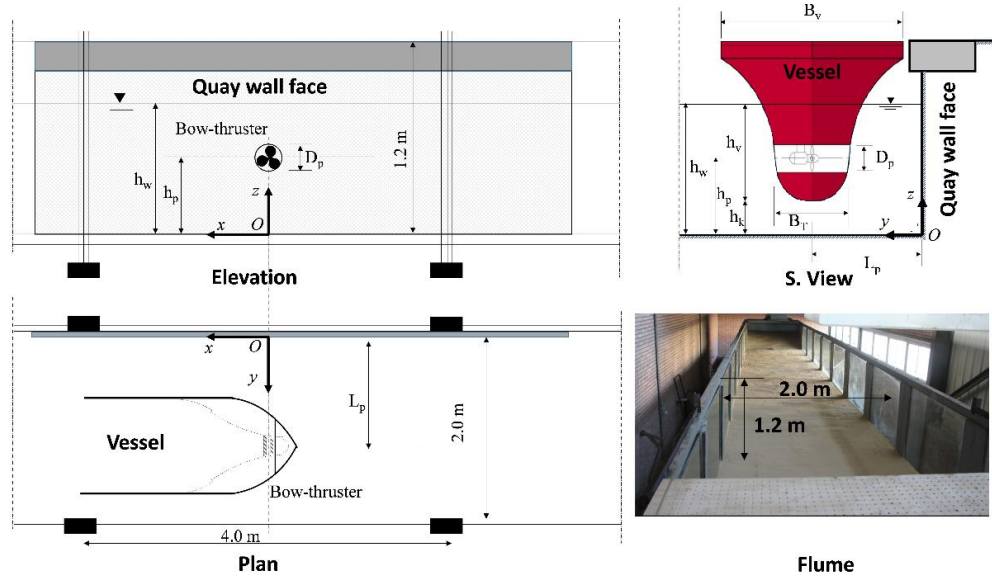 Quay wall face
Bow-thruster
D_p
1.2 m
h_w
h_p
z
x
O
Elevation
B_v
Vessel
h_v
D_p
h_w
h_p
h_k
B_T
z
y
O
Quay wall face
L_p
S. View
x
O
y
L_p
2.0 m
Vessel
Bow-thruster
4.0 m
Plan
2.0 m
1.2 m
Flume